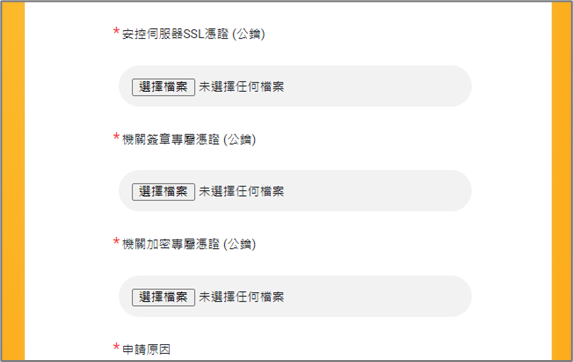 *安控伺服器SSL憑證 (公鑰)
選擇檔案 未選擇任何檔案
*機關簽章專屬憑證 (公鑰)
選擇檔案 未選擇任何檔案
*機關加密專屬憑證 (公鑰)
選擇檔案 未選擇任何檔案
*申請原因